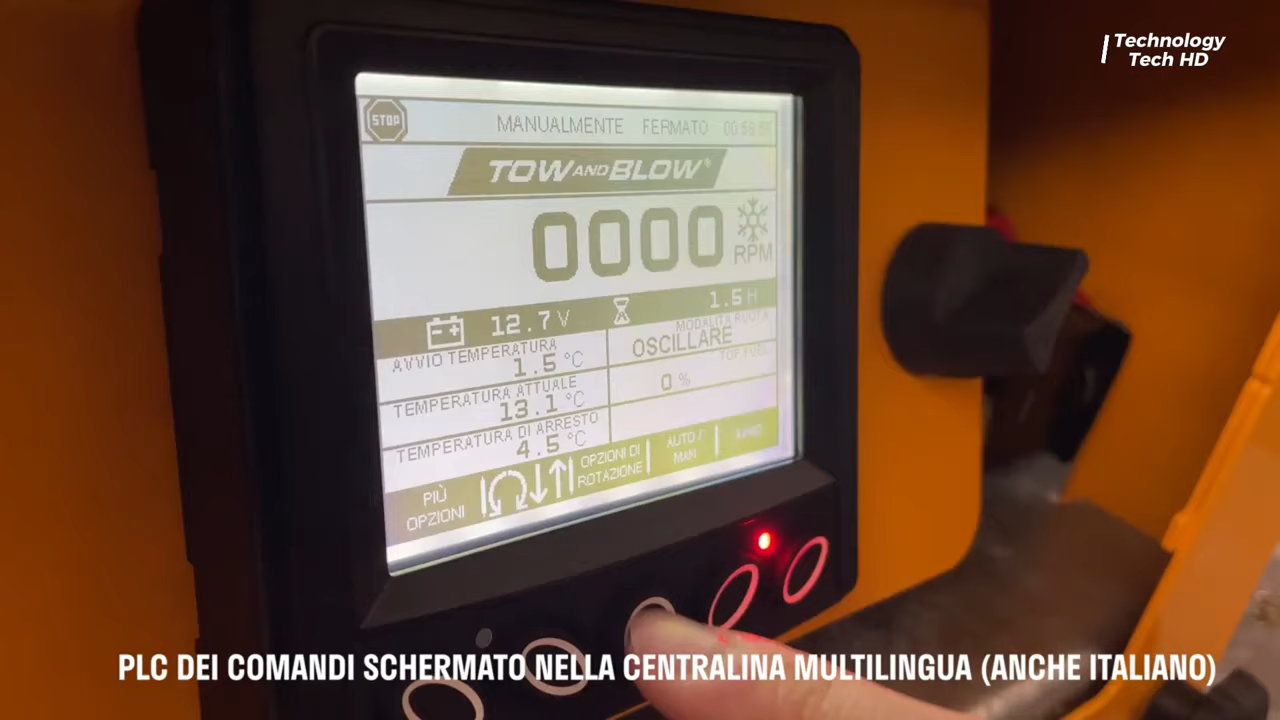 Technology
Tech HD
STOP
MANUALMENTE FERMATO
TOW AND BLOW®
0000
RPM
12.7 V
1.5 H
AVVIO TEMPERATURA
1.5 °C
MODALITÀ RUOTA
OSCILLARE
TEMPERATURA ATTUALE
13.1 °C
TOP FUEL
0 %
TEMPERATURA DI ARRESTO
4.5 °C
PIÙ
OPZIONI
OPZIONI DI
ROTAZIONE
AUTO /
MAN
PLC DEI COMANDI SCHERMATO NELLA CENTRALINA MULTILINGUA (ANCHE ITALIANO)